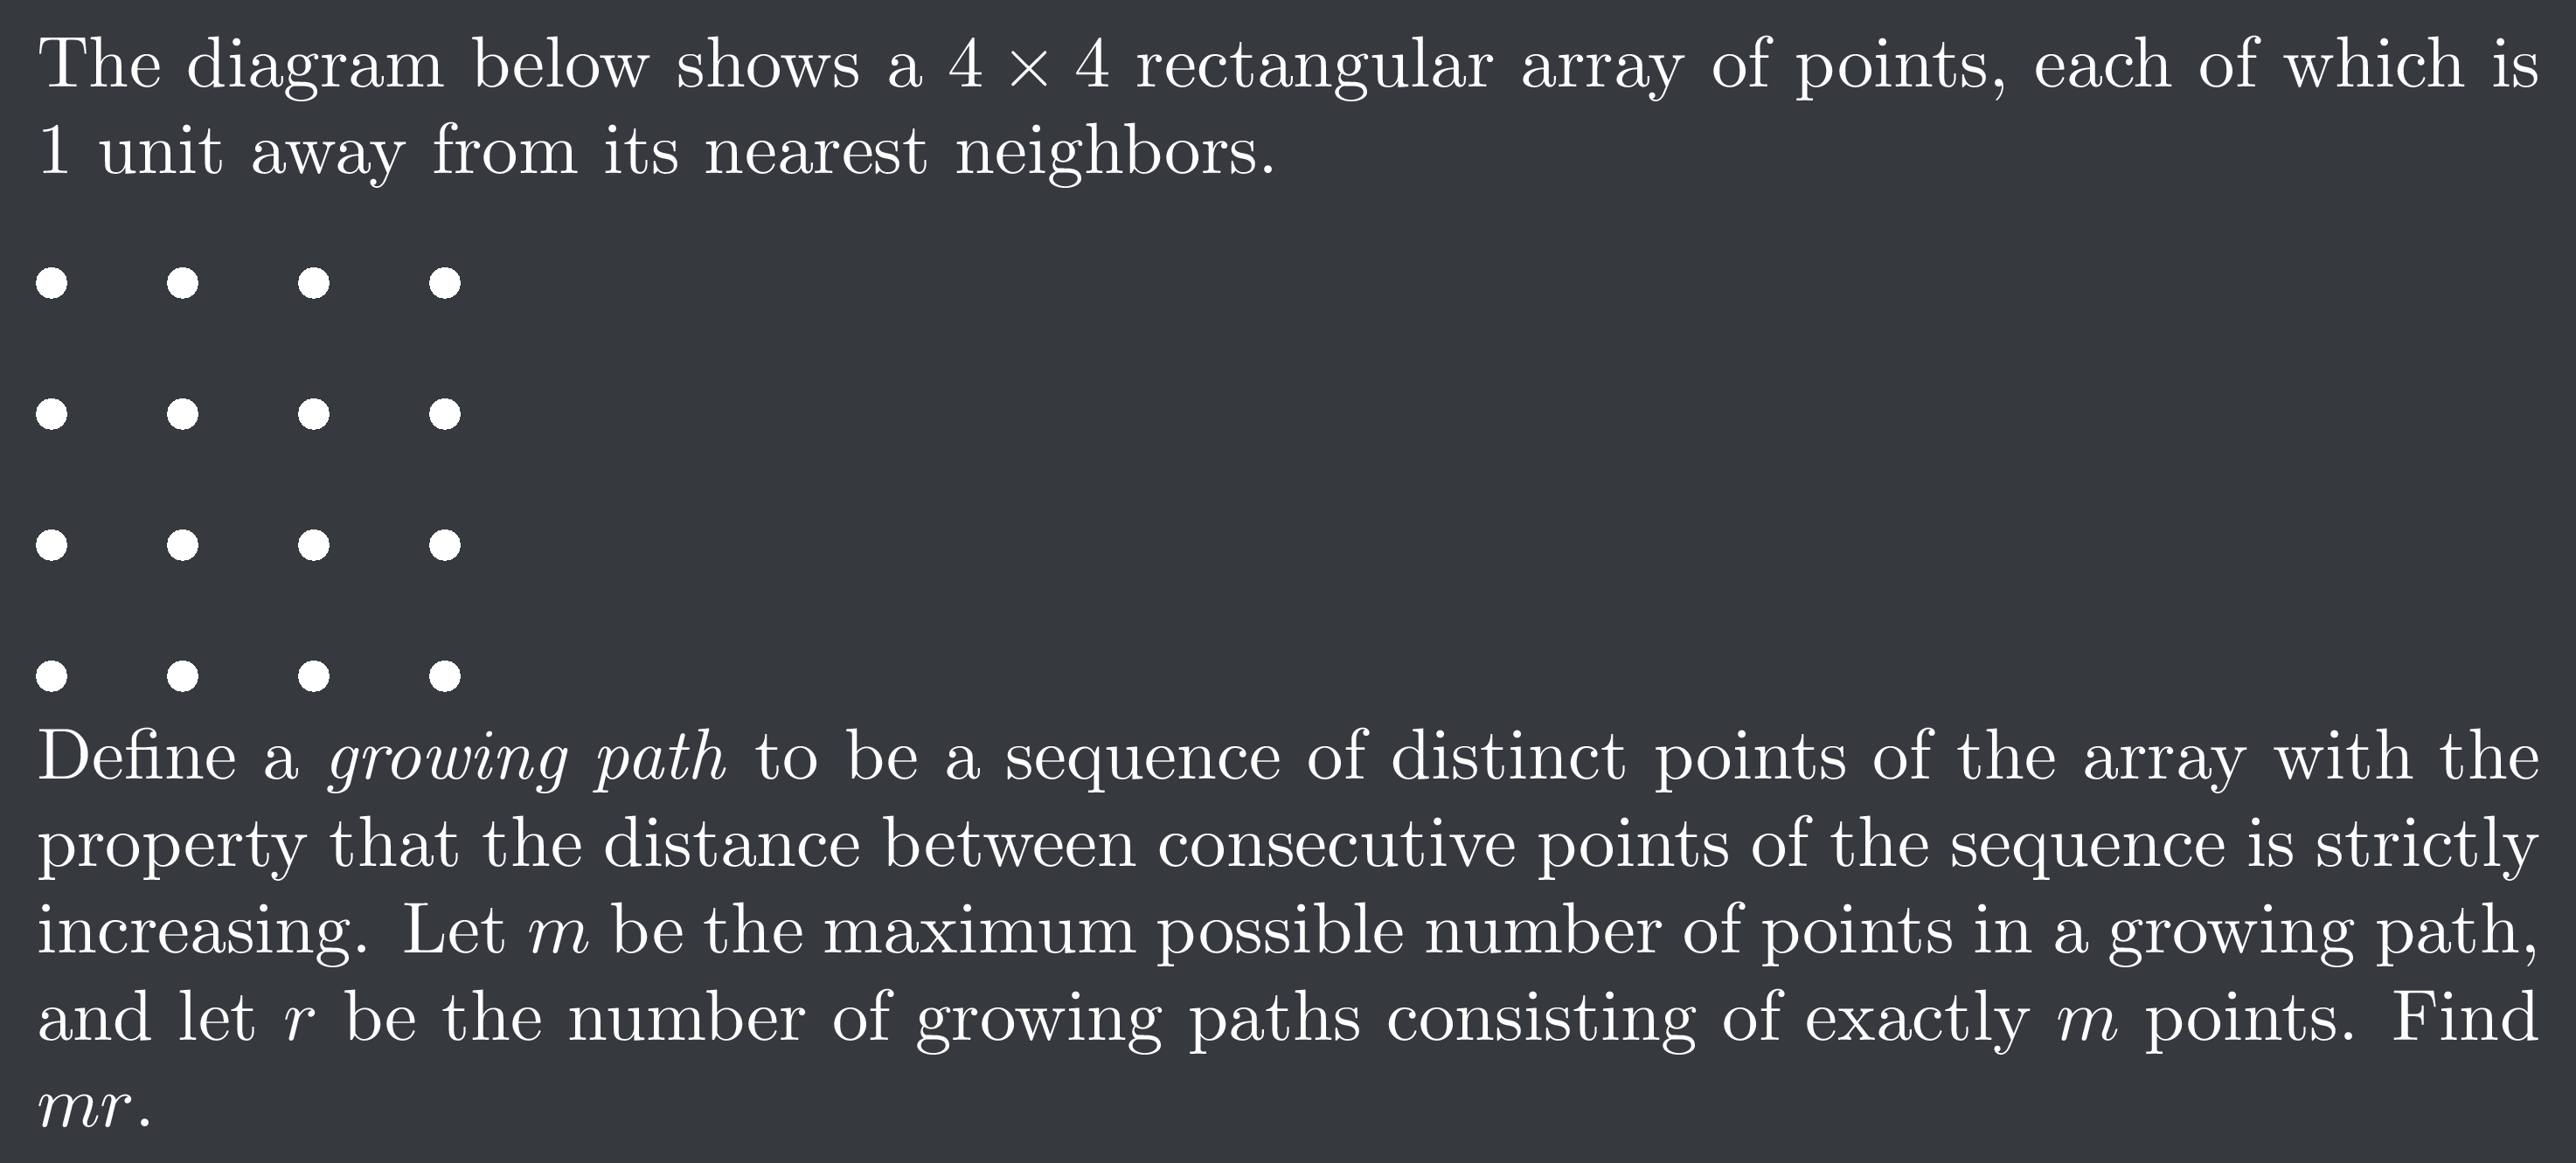 The diagram below shows a 4 × 4 rectangular array of points, each of which is
1 unit away from its nearest neighbors.
Define a growing path to be a sequence of distinct points of the array with the
property that the distance between consecutive points of the sequence is strictly
increasing. Let m be the maximum possible number of points in a growing path,
and let r be the number of growing paths consisting of exactly m points. Find
mr.